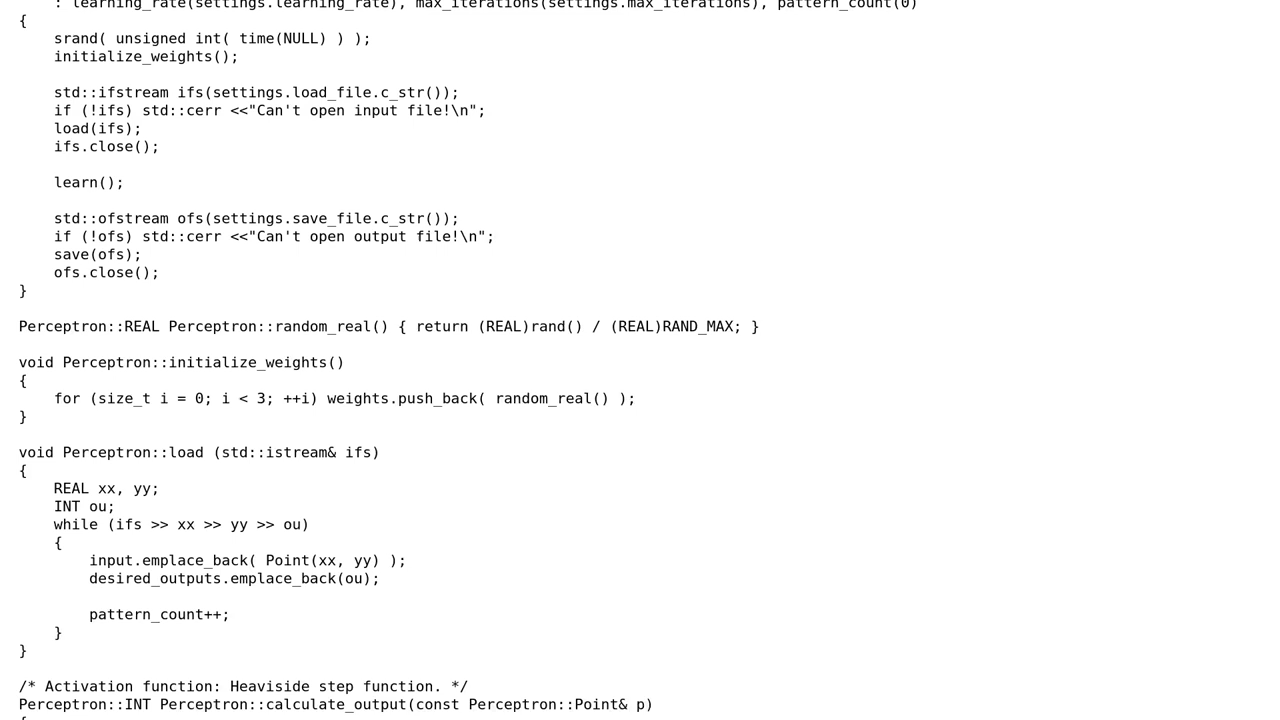 : learning_rate(settings.learning_rate), max_iterations(settings.max_iterations), pattern_count(0)
{
    srand( unsigned int( time(NULL) ) );
    initialize_weights();

    std::ifstream ifs(settings.load_file.c_str());
    if (!ifs) std::cerr <<"Can't open input file!\n";
    load(ifs);
    ifs.close();

    learn();

    std::ofstream ofs(settings.save_file.c_str());
    if (!ofs) std::cerr <<"Can't open output file!\n";
    save(ofs);
    ofs.close();
}

Perceptron::REAL Perceptron::random_real() { return (REAL)rand() / (REAL)RAND_MAX; }

void Perceptron::initialize_weights()
{
    for (size_t i = 0; i < 3; ++i) weights.push_back( random_real() );
}

void Perceptron::load (std::istream& ifs)
{
    REAL xx, yy;
    INT ou;
    while (ifs >> xx >> yy >> ou)
    {
        input.emplace_back( Point(xx, yy) );
        desired_outputs.emplace_back(ou);

        pattern_count++;
    }
}

/* Activation function: Heaviside step function. */
Perceptron::INT Perceptron::calculate_output(const Perceptron::Point& p)
{